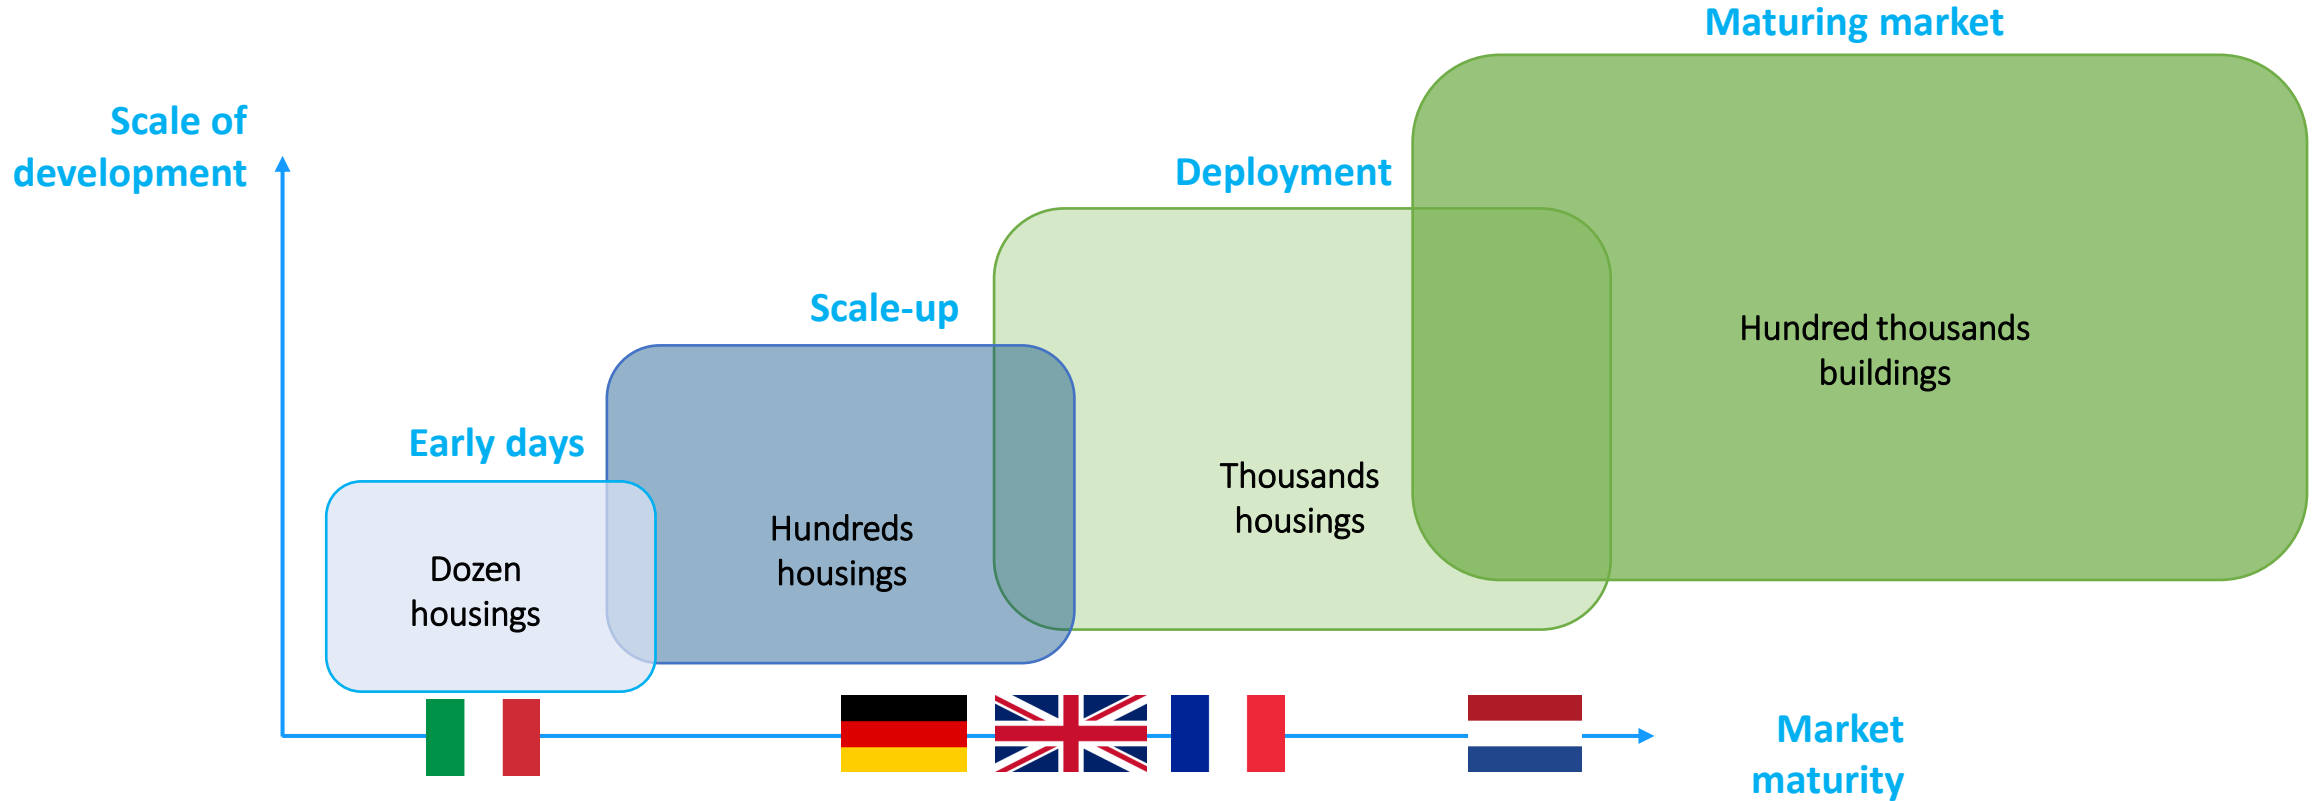 Maturing market
Scale of
development
Deployment
Scale-up
Hundred thousands
buildings
Early days
Thousands
housings
Hundreds
housings
Dozen
housings
Market
maturity